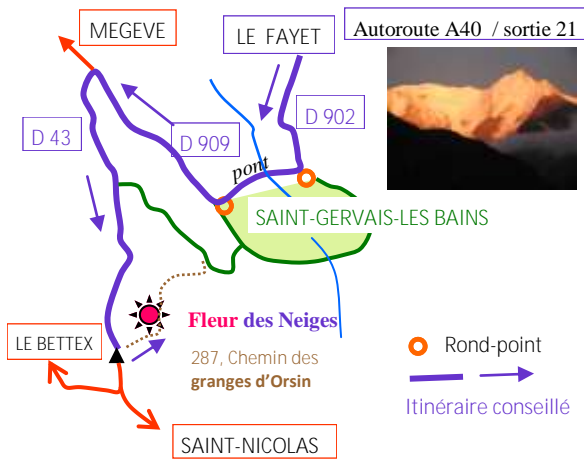 MEGEVE
LE FAYET
Autoroute A40 / sortie 21
D 43
D 909
D 902
pont
SAINT-GERVAIS-LES BAINS
Fleur des Neiges
287, Chemin des
granges d'Orsin
LE BETTEX
SAINT-NICOLAS
Rond-point
Itinéraire conseillé